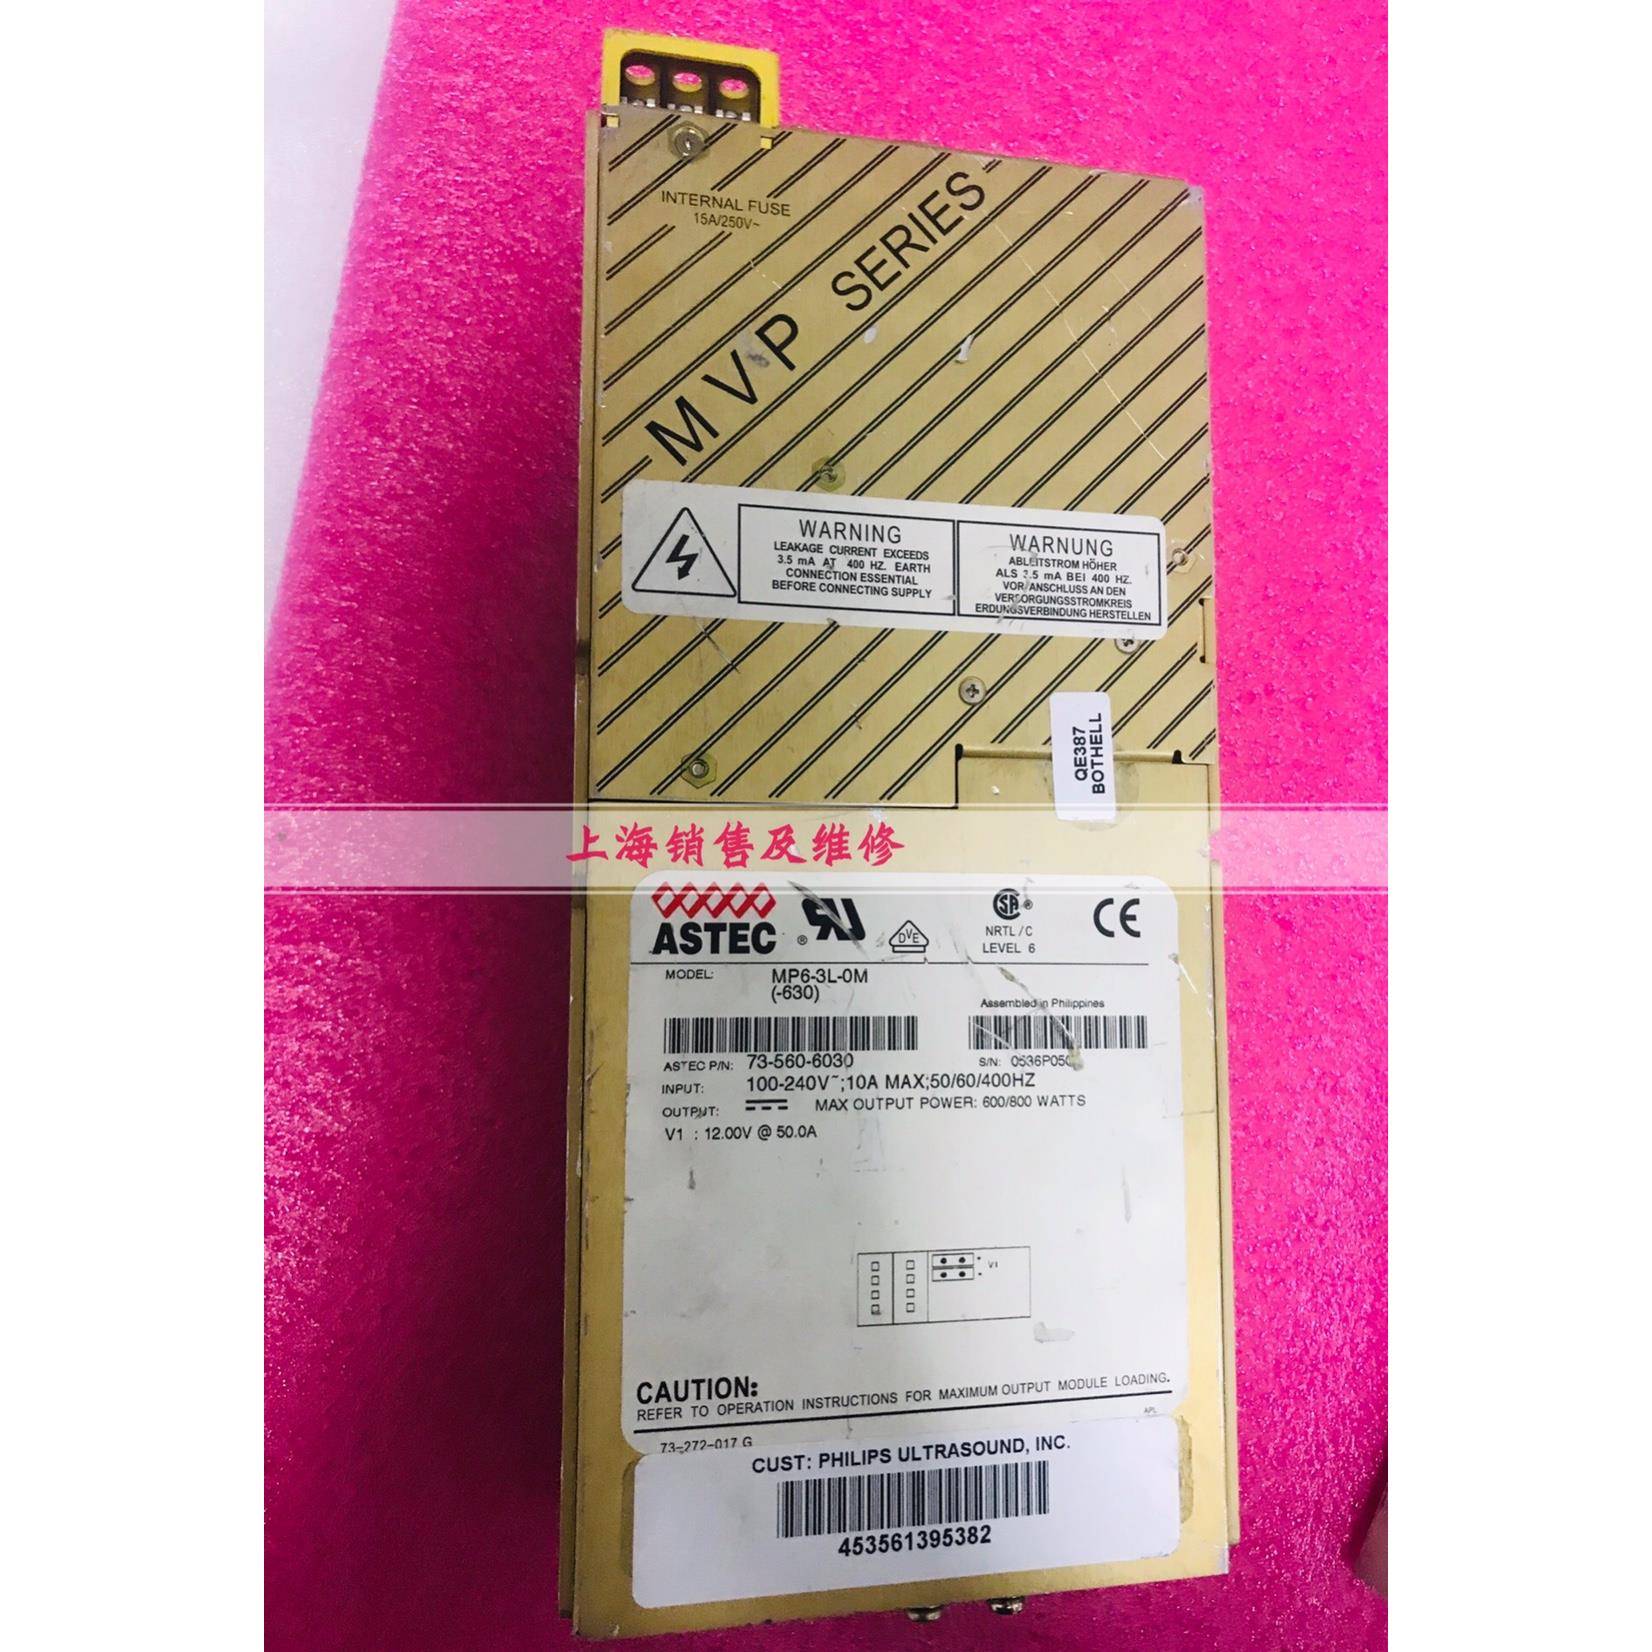 INTERNAL FUSE
15A/250V~
MVP SERIES
WARNING
LEAKAGE CURRENT EXCEEDS
3.5 mA AT 400 HZ. EARTH
CONNECTION ESSENTIAL
BEFORE CONNECTING SUPPLY
WARNUNG
ABLEITSTROM HÖHER
ALS 3.5 mA BEI 400 HZ.
VOR ANSCHLUSS AN DEN
VERSORGUNGSSTROMKREIS
ERDUNGSVERBINDUNG HERSTELLEN
QE387
BOTHELL
上海销售及维修
ASTEC
®
DVE
SA ®
NRTL/C
LEVEL 6
CE
MODEL: MP6-3L-0M
(-630)
Assembled in Philippines
ASTEC P/N: 73-560-6030
S/N: 0536P050
INPUT: 100-240V~;10A MAX;50/60/400HZ
OUTPUT: MAX OUTPUT POWER: 600/800 WATTS
V1 : 12.00V @ 50.0A
V1
CAUTION:
REFER TO OPERATION INSTRUCTIONS FOR MAXIMUM OUTPUT MODULE LOADING.
APL
73-272-017 G
CUST: PHILIPS ULTRASOUND, INC.
453561395382